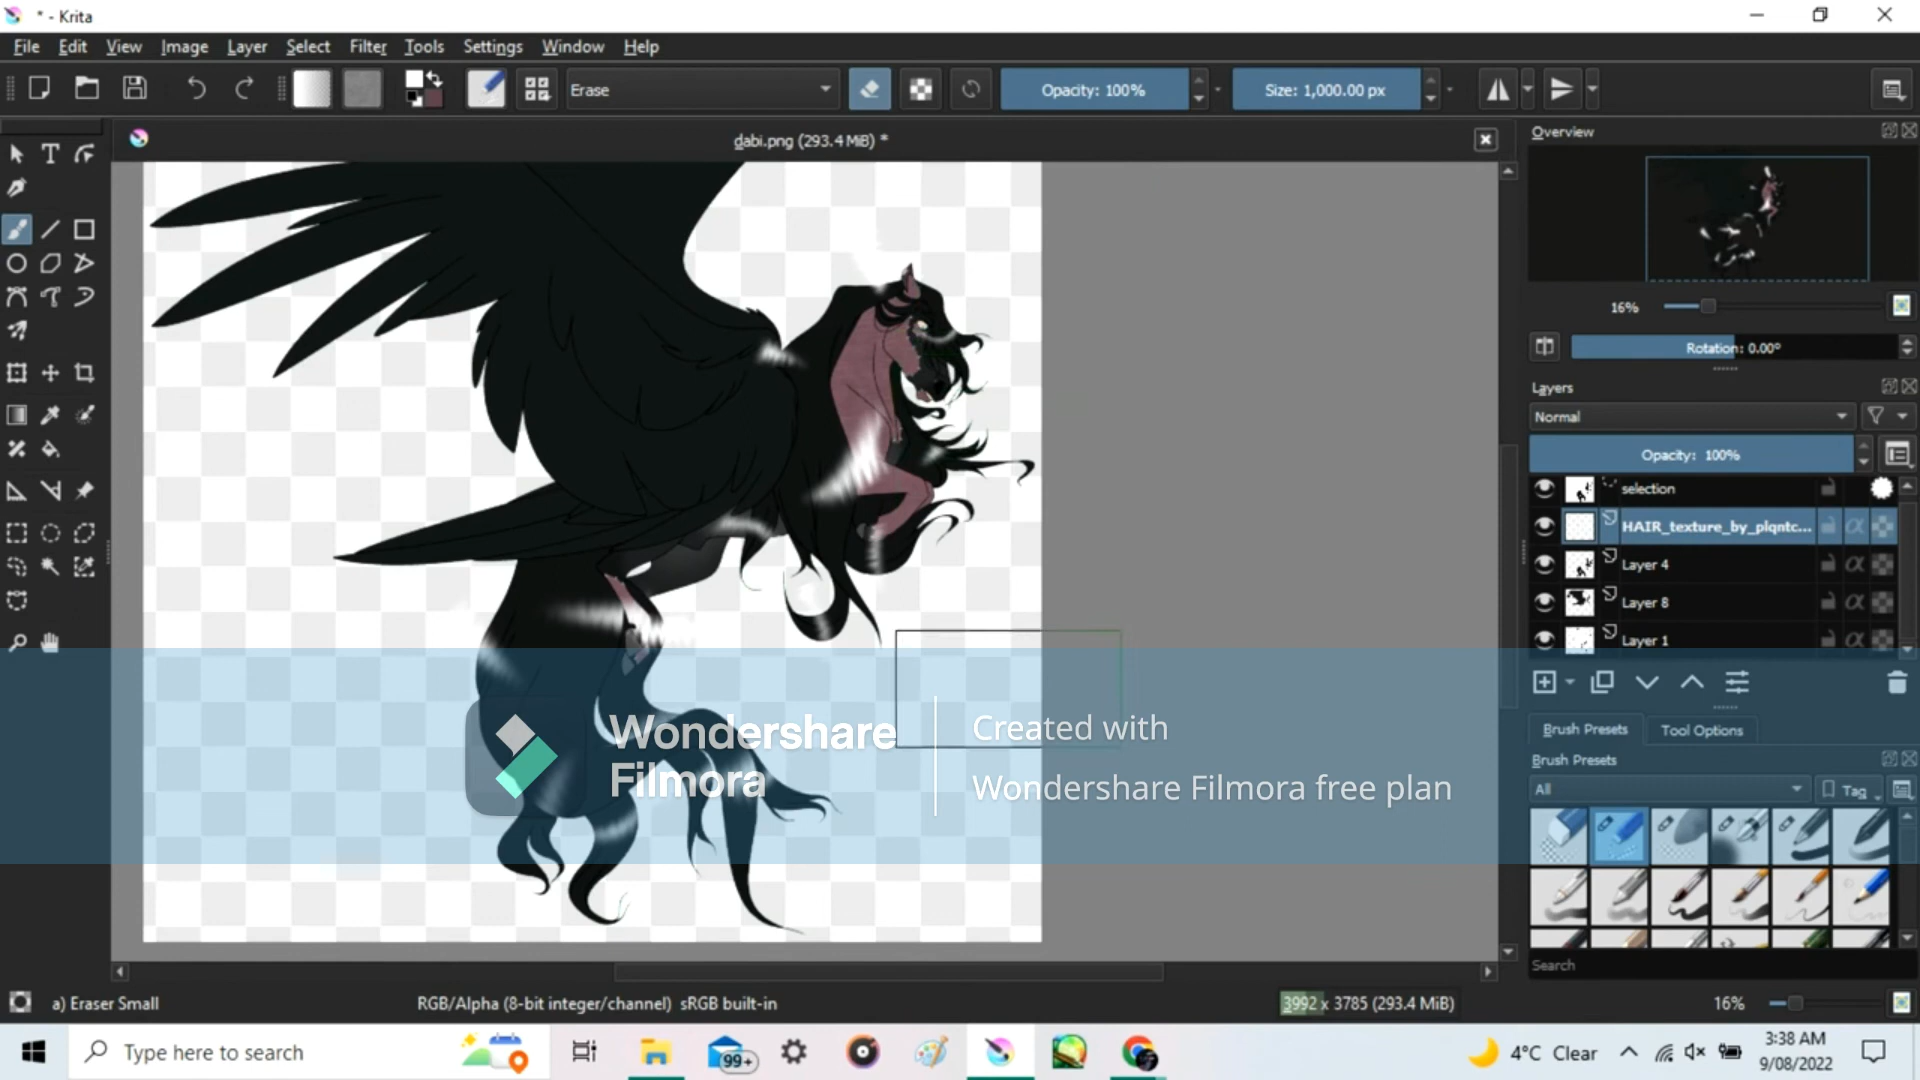 * - Krita
File Edit View Image Layer Select Filter Tools Settings Window Help
Erase
Opacity: 100%
Size: 1,000.00 px
dabi.png (293.4 MiB) *
Overview
16%
Rotation: 0.00°
Layers
Normal
Opacity: 100%
selection
HAIR_texture_by_plqntc...
Layer 4
Layer 8
Layer 1
Wondershare
Filmora
Created with
Wondershare Filmora free plan
Brush Presets Tool Options
Brush Presets
All
Tag
Search
a) Eraser Small
RGB/Alpha (8-bit integer/channel) sRGB built-in
3992 x 3785 (293.4 MiB)
16%
Type here to search
99+
4°C Clear
3:38 AM
9/08/2022